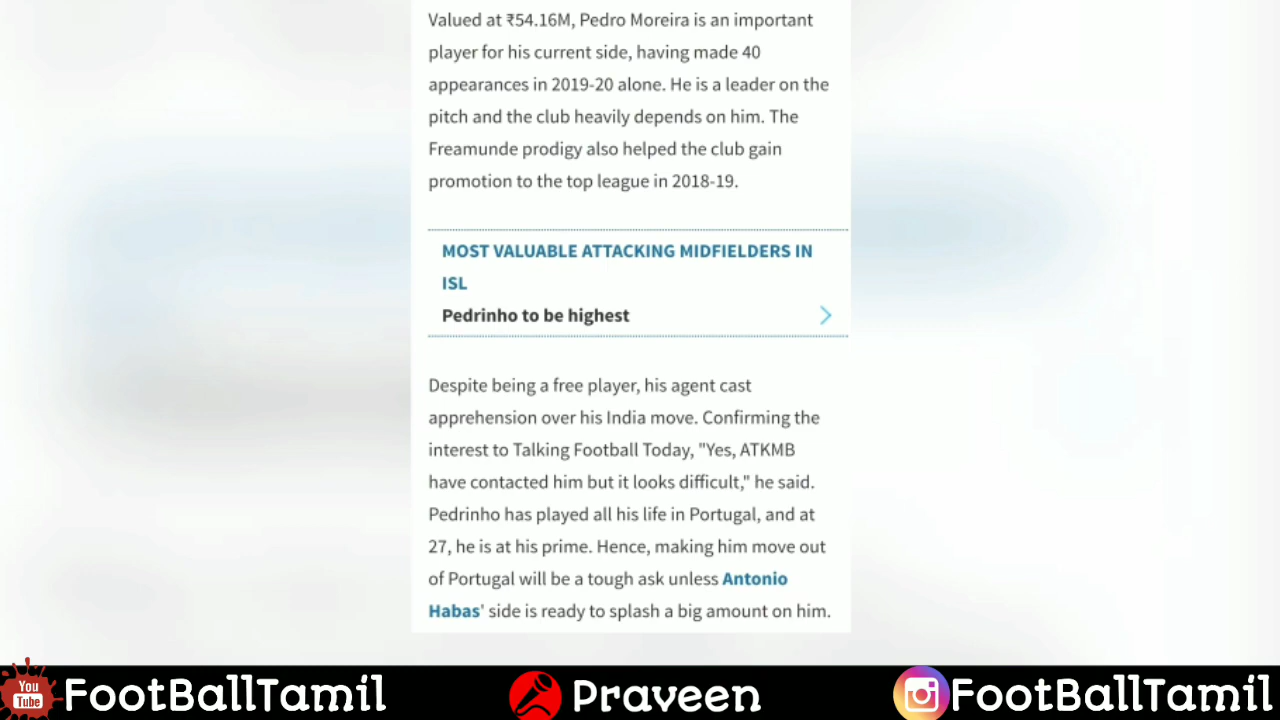 Valued at ₹54.16M, Pedro Moreira is an important
player for his current side, having made 40
appearances in 2019-20 alone. He is a leader on the
pitch and the club heavily depends on him. The
Freamunde prodigy also helped the club gain
promotion to the top league in 2018-19.
MOST VALUABLE ATTACKING MIDFIELDERS IN
ISL
Pedrinho to be highest
Despite being a free player, his agent cast
apprehension over his India move. Confirming the
interest to Talking Football Today, "Yes, ATKMB
have contacted him but it looks difficult," he said.
Pedrinho has played all his life in Portugal, and at
27, he is at his prime. Hence, making him move out
of Portugal will be a tough ask unless Antonio
Habas' side is ready to splash a big amount on him.
You Tube FootBallTamil Praveen FootBallTamil